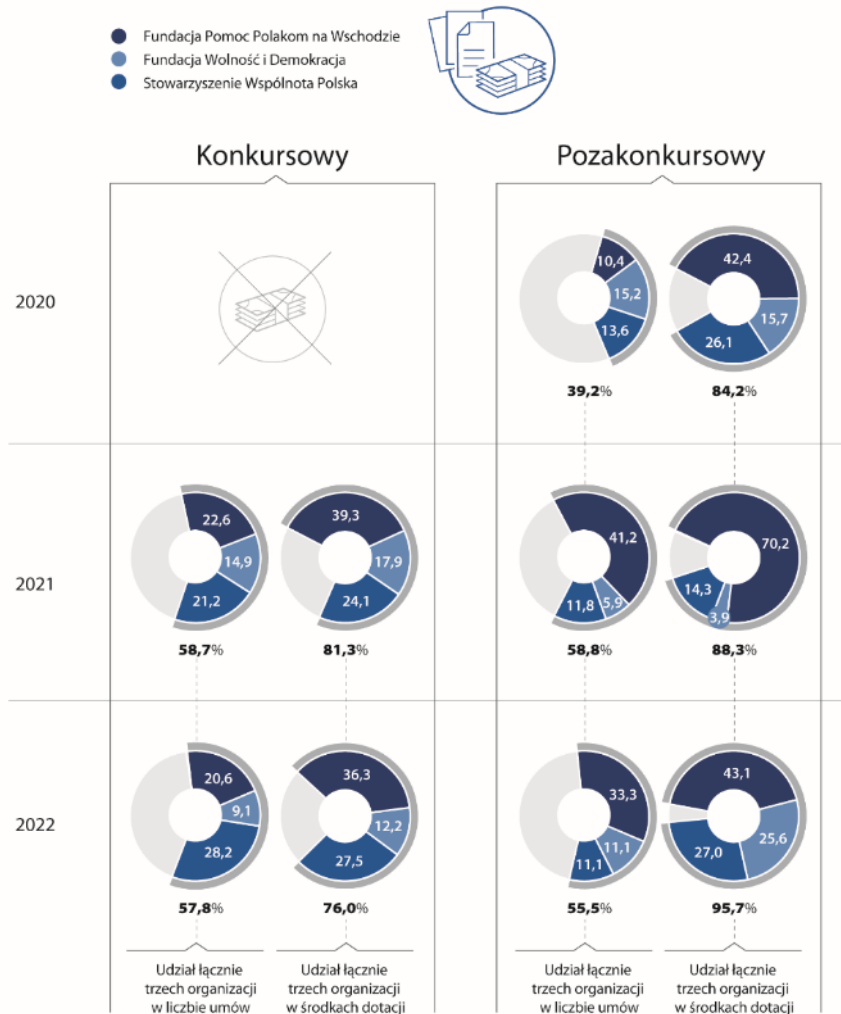 Fundacja Pomoc Polakom na Wschodzie
Fundacja Wolność i Demokracja
Stowarzyszenie Wspólnota Polska
Konkursowy
Pozakonkursowy
2020
10,4
15,2
13,6
39,2%
42,4
15,7
26,1
84,2%
2021
22,6
14,9
21,2
58,7%
39,3
17,9
24,1
81,3%
41,2
5,9
11,8
58,8%
70,2
3,9
14,3
88,3%
2022
20,6
9,1
28,2
57,8%
36,3
12,2
27,5
76,0%
33,3
11,1
11,1
55,5%
43,1
25,6
27,0
95,7%
Udział łącznie
trzech organizacji
w liczbie umów
Udział łącznie
trzech organizacji
w środkach dotacji
Udział łącznie
trzech organizacji
w liczbie umów
Udział łącznie
trzech organizacji
w środkach dotacji